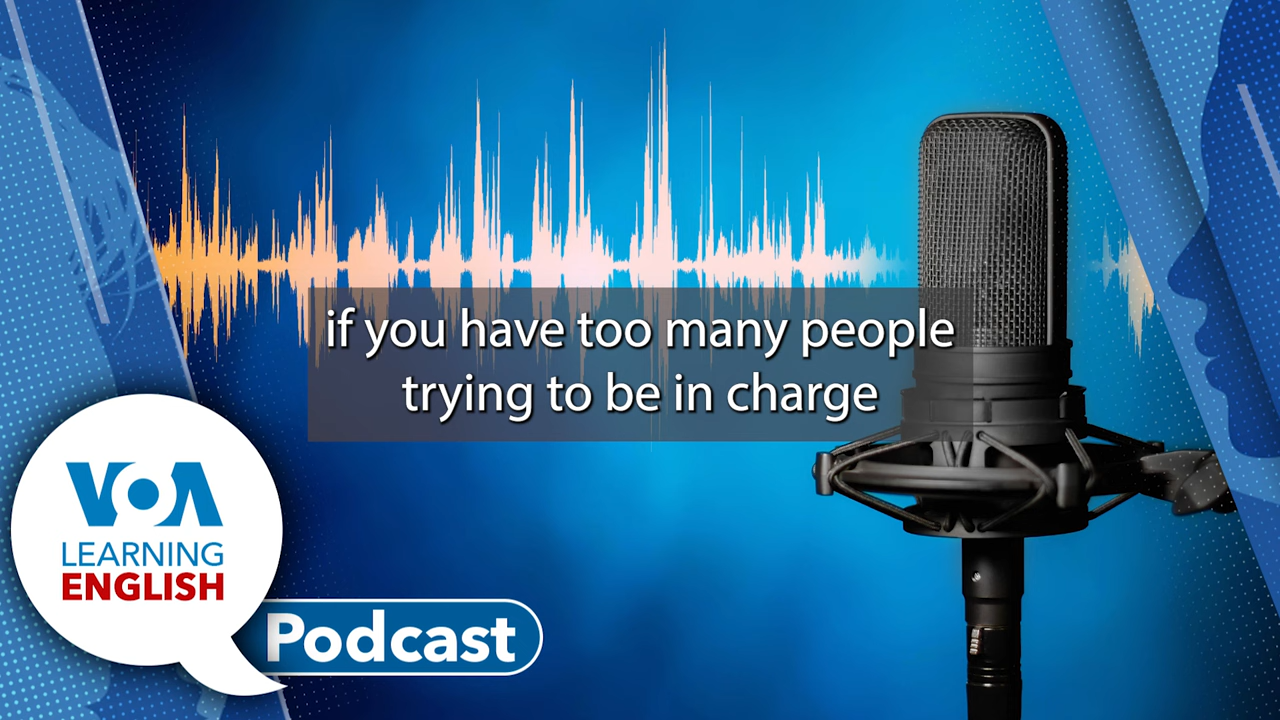 if you have too many people
trying to be in charge
VOA
LEARNING
ENGLISH
Podcast